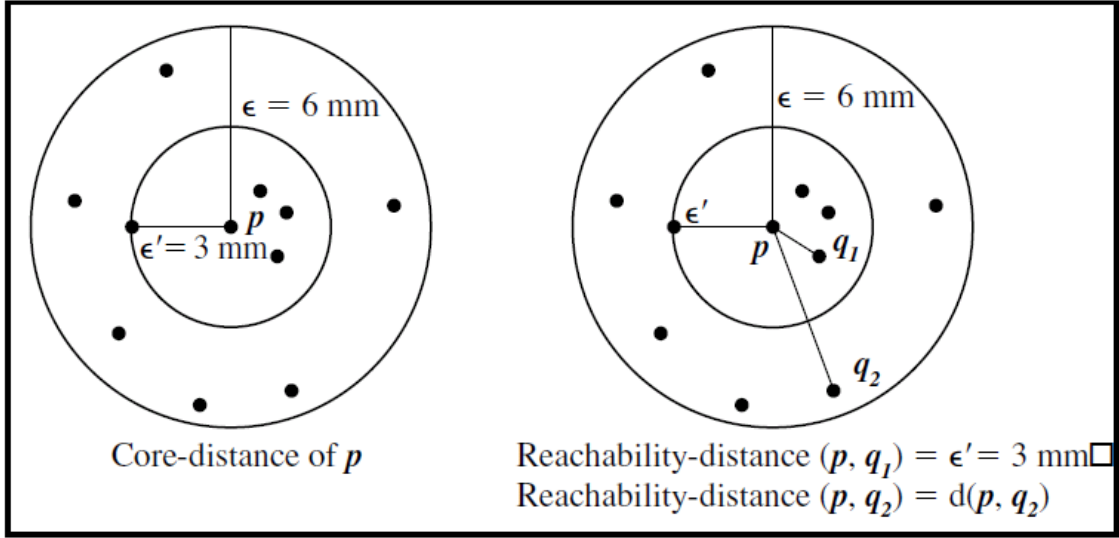 ϵ = 6 mm
p
ϵ′= 3 mm
Core-distance of p
ϵ = 6 mm
ϵ′
p
q₁
q₂
Reachability-distance (p, q₁) = ϵ′= 3 mm□
Reachability-distance (p, q₂) = d(p, q₂)